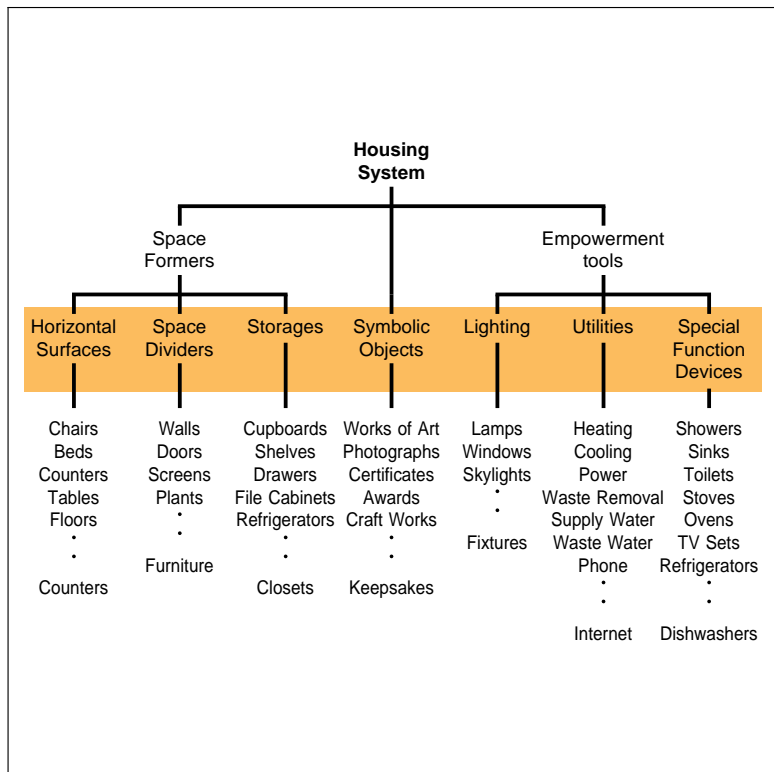 Housing
System
Space
Formers
Empowerment
tools
Horizontal
Surfaces
Space
Dividers
Storages
Symbolic
Objects
Lighting
Utilities
Special
Function
Devices
Chairs
Beds
Counters
Tables
Floors
.
.
Counters
Walls
Doors
Screens
Plants
.
.
Furniture
Cupboards
Shelves
Drawers
File Cabinets
Refrigerators
.
.
Closets
Works of Art
Photographs
Certificates
Awards
Craft Works
.
.
Keepsakes
Lamps
Windows
Skylights
.
.
Fixtures
Heating
Cooling
Power
Waste Removal
Supply Water
Waste Water
Phone
.
.
Internet
Showers
Sinks
Toilets
Stoves
Ovens
TV Sets
Refrigerators
.
.
Dishwashers